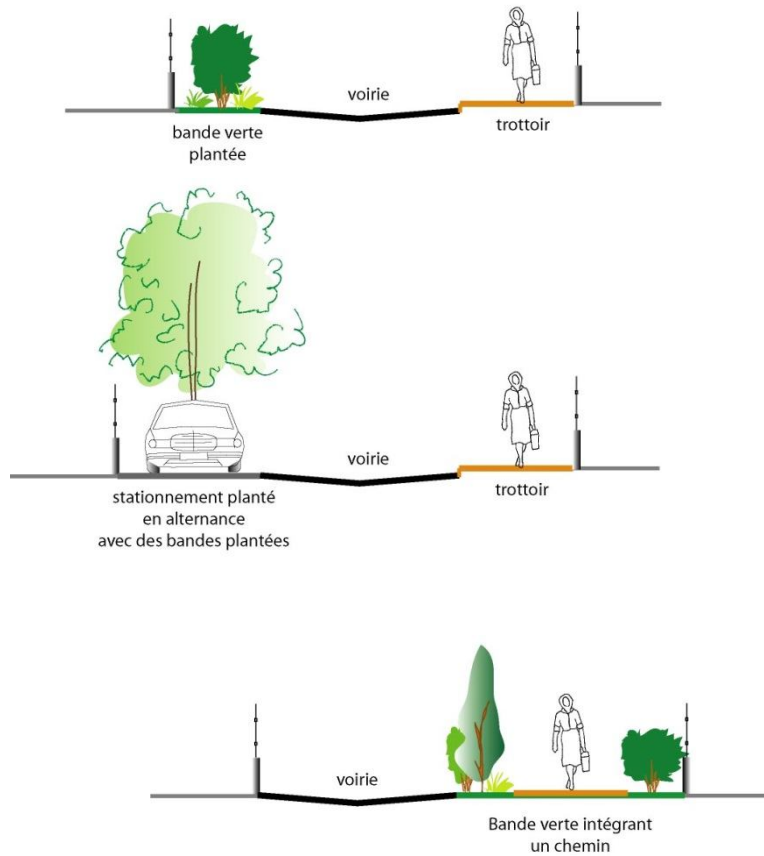 voirie
trottoir
bande verte
plantée
voirie
trottoir
stationnement planté
en alternance
avec des bandes plantées
voirie
Bande verte intégrant
un chemin